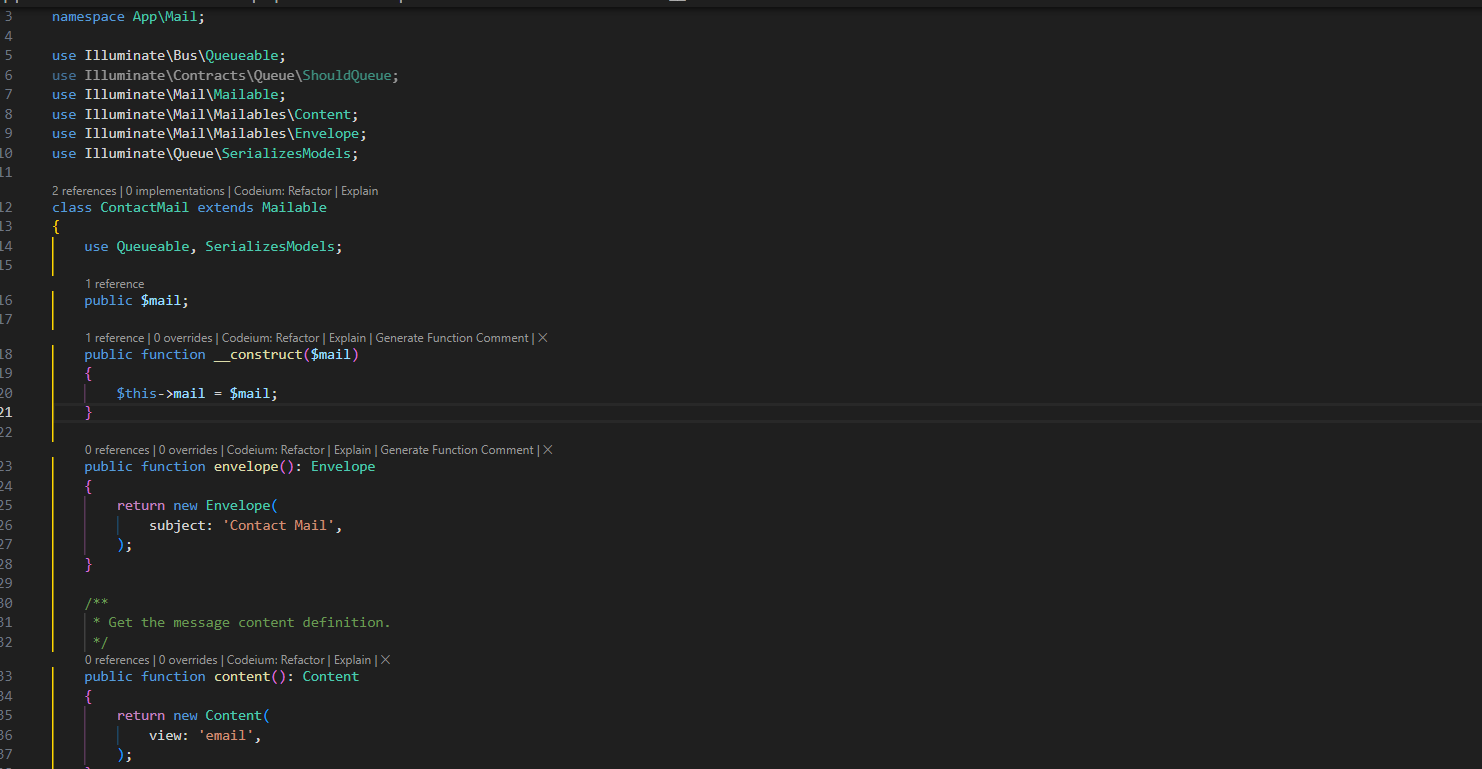 3 namespace App\Mail;
4
5 use Illuminate\Bus\Queueable;
6 use Illuminate\Contracts\Queue\ShouldQueue;
7 use Illuminate\Mail\Mailable;
8 use Illuminate\Mail\Mailables\Content;
9 use Illuminate\Mail\Mailables\Envelope;
10 use Illuminate\Queue\SerializesModels;
11
2 references | 0 implementations | Codeium: Refactor | Explain
12 class ContactMail extends Mailable
13 {
14 use Queueable, SerializesModels;
15
1 reference
16 public $mail;
17
1 reference | 0 overrides | Codeium: Refactor | Explain | Generate Function Comment | ×
18 public function __construct($mail)
19 {
20 $this->mail = $mail;
21 }
22
0 references | 0 overrides | Codeium: Refactor | Explain | Generate Function Comment | ×
23 public function envelope(): Envelope
24 {
25 return new Envelope(
26 subject: 'Contact Mail',
27 );
28 }
29
30 /**
31 * Get the message content definition.
32 */
0 references | 0 overrides | Codeium: Refactor | Explain | ×
33 public function content(): Content
34 {
35 return new Content(
36 view: 'email',
37 );